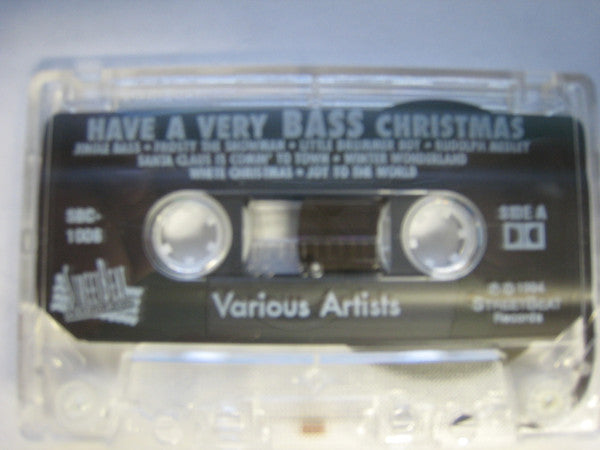 HAVE A VERY BASS CHRISTMAS
JINGLE BASS • FROSTY THE SNOWMAN • LITTLE DRUMMER BOY • RUDOLPH MEDLEY
SANTA CLAUS IS COMIN' TO TOWN • WINTER WONDERLAND
WHITE CHRISTMAS • JOY TO THE WORLD
SBC-
1006
SIDE A
StreetBeat
Various Artists
Ⓟ © 1994
STREETBEAT
Records